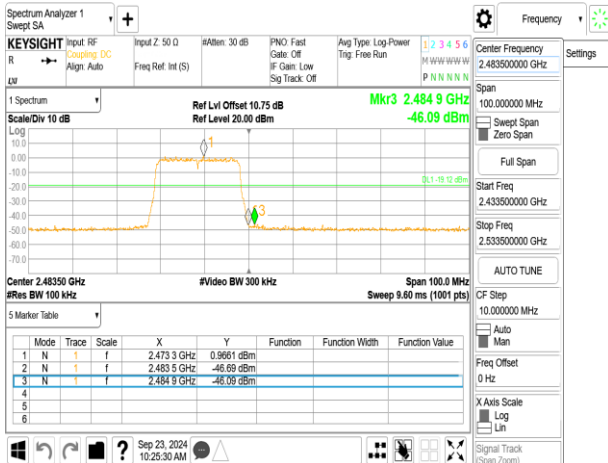 Spectrum Analyzer 1
Swept SA
+
Frequency
KEYSIGHT
Input: RF
Coupling: DC
Align: Auto
Input Z: 50 Ω
Freq Ref: Int (S)
#Atten: 30 dB
PNO: Fast
Gate: Off
IF Gain: Low
Sig Track: Off
Avg Type: Log-Power
Trig: Free Run
1 2 3 4 5 6
M W W W W W
P N N N N N
R
LXI
1 Spectrum
Scale/Div 10 dB
Ref Lvl Offset 10.75 dB
Ref Level 20.00 dBm
Mkr3 2.484 9 GHz
-46.09 dBm
Log
10.0
0.00
-10.0
-20.0
-30.0
-40.0
-50.0
-60.0
-70.0
1
3
DL1 -19.12 dBm
Center 2.48350 GHz
#Res BW 100 kHz
#Video BW 300 kHz
Span 100.0 MHz
Sweep 9.60 ms (1001 pts)
5 Marker Table
Mode Trace Scale X Y Function Function Width Function Value
1 N 1 f 2.473 3 GHz 0.9661 dBm
2 N 1 f 2.483 5 GHz -46.69 dBm
3 N 1 f 2.484 9 GHz -46.09 dBm
4
5
6
Sep 23, 2024
10:25:30 AM
?
Center Frequency
2.483500000 GHz
Settings
Span
100.000000 MHz
Swept Span
Zero Span
Full Span
Start Freq
2.433500000 GHz
Stop Freq
2.533500000 GHz
AUTO TUNE
CF Step
10.000000 MHz
Auto
Man
Freq Offset
0 Hz
X Axis Scale
Log
Lin
Signal Track
(Span Zoom)